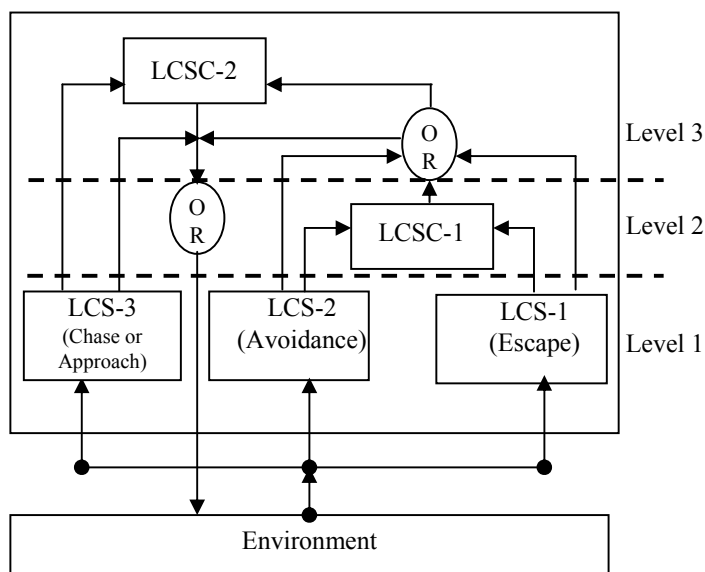 LCSC-2
O
R
Level 3
O
R
LCSC-1
Level 2
LCS-3
(Chase or
Approach)
LCS-2
(Avoidance)
LCS-1
(Escape)
Level 1
Environment